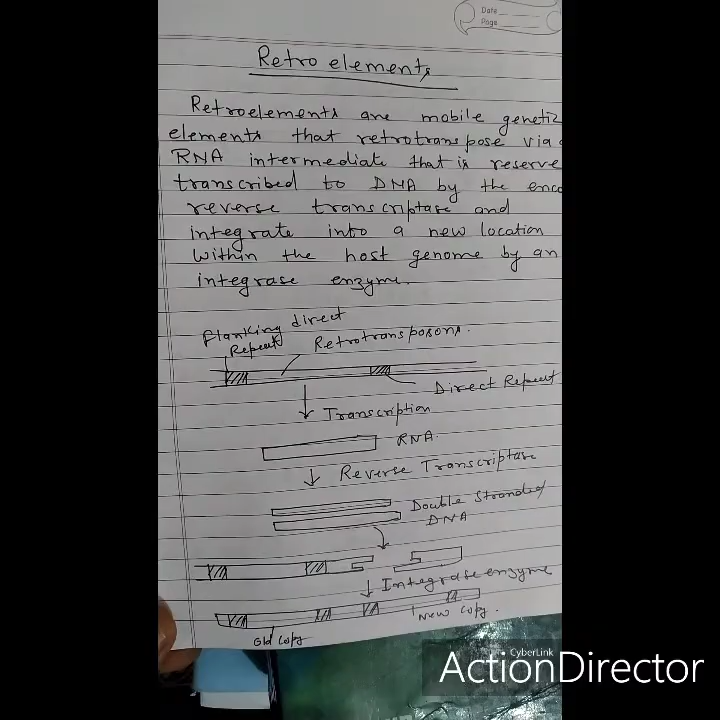 Date
Page
Retro elements
Retroelements are mobile genetic
elements that retrotranspose via
RNA intermediate that is reserve
transcribed to DNA by the enco
reverse transcriptase and
integrate into a new location
within the host genome by an
integrase enzyme.
Flanking direct
Repeat
Retrotransposons.
Direct Repeat
Transcription
RNA.
Reverse Transcriptase
Double Stranded
DNA
Integrase enzyme
New Copy.
Old Copy
CyberLink
ActionDirector